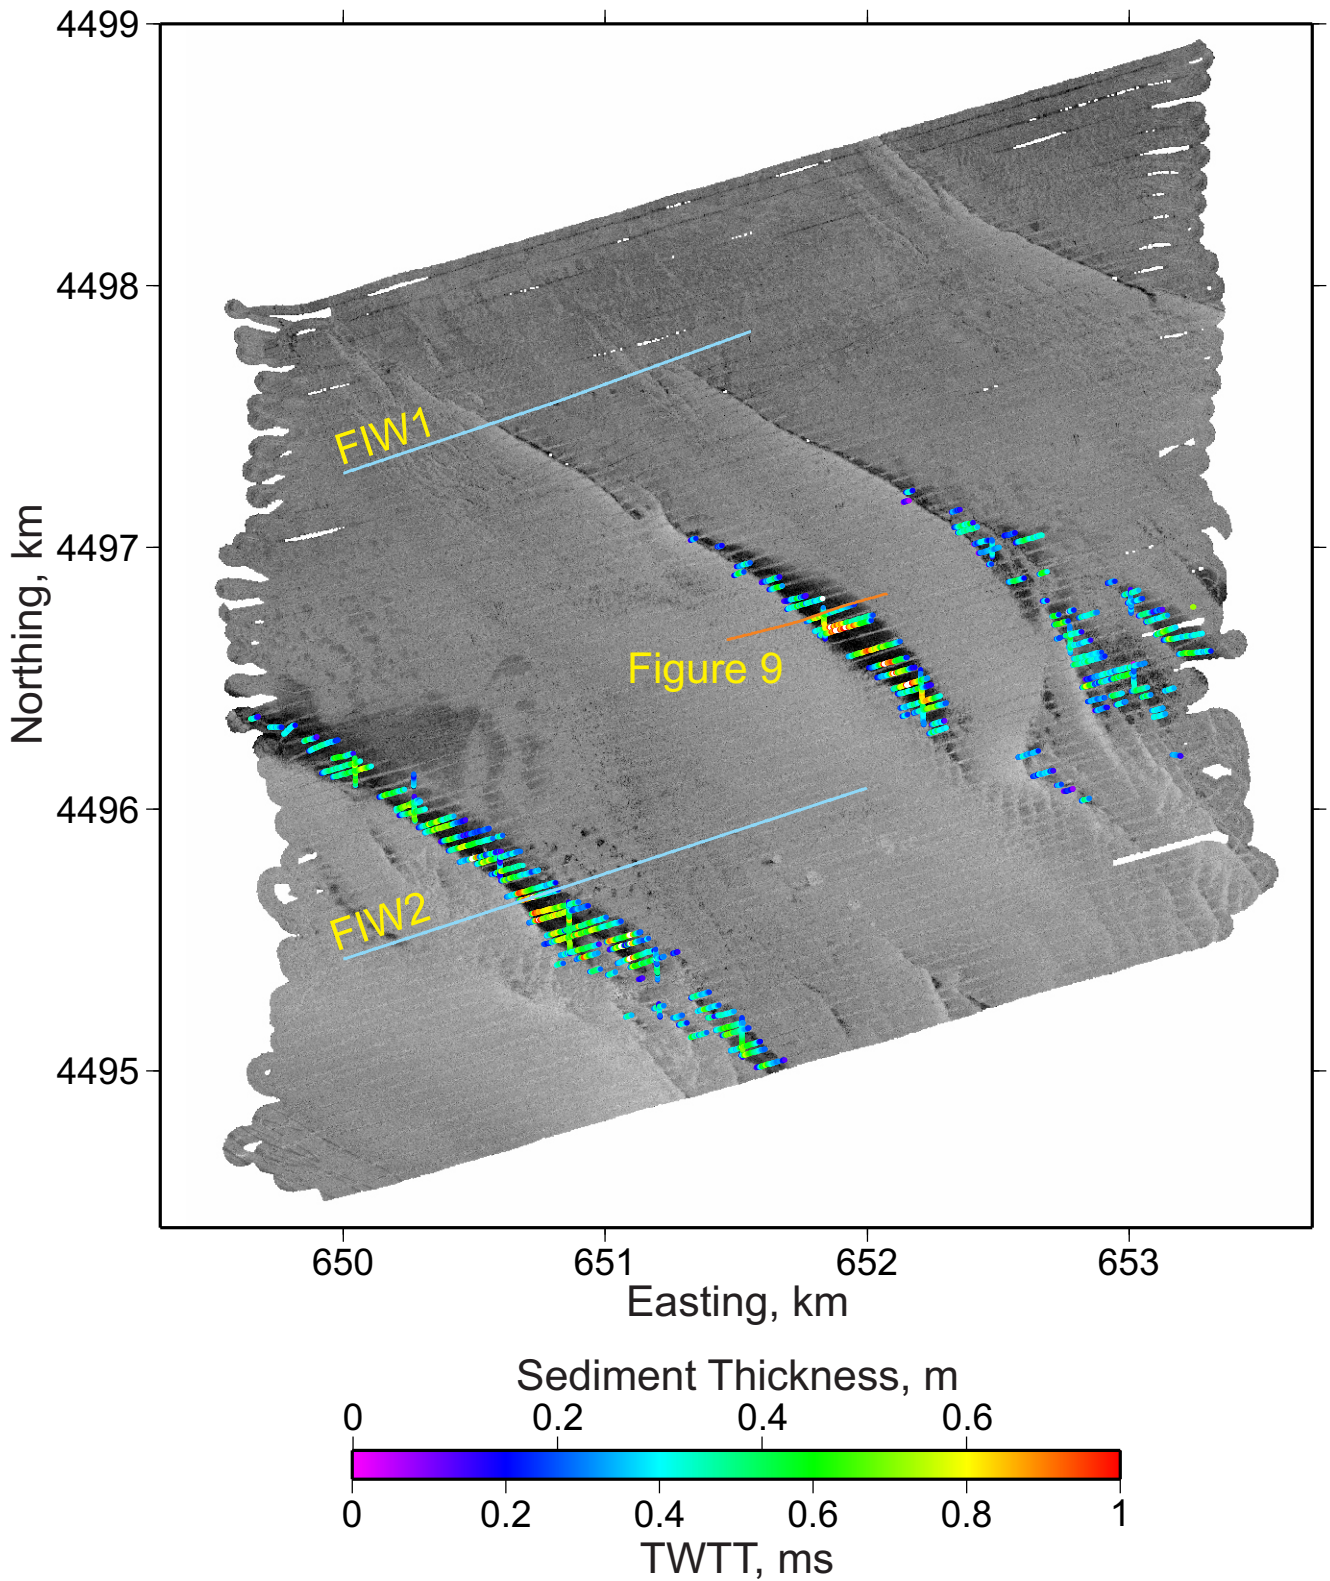 4499
4498
FIW1
4497
Northing, km
Figure 9
4496
FIW2
4495
650 651 652 653
Easting, km
Sediment Thickness, m
0 0.2 0.4 0.6
0 0.2 0.4 0.6 0.8 1
TWTT, ms